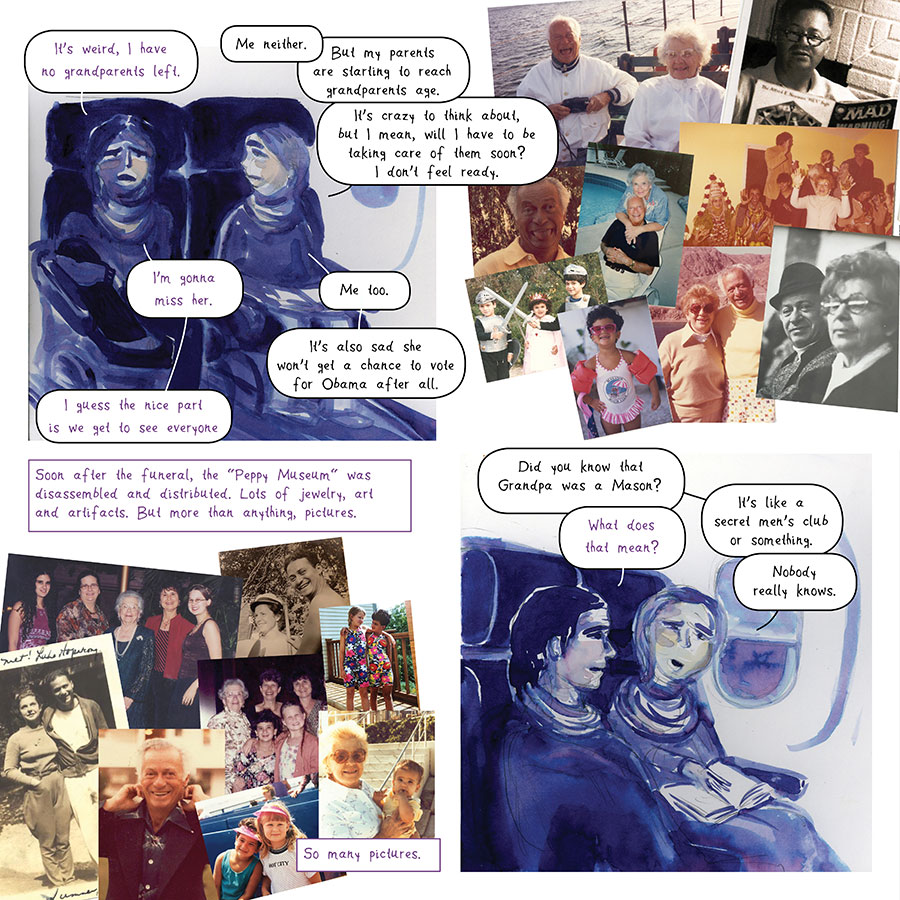 It's weird, I have
no grandparents left.
Me neither.
But my parents
are starting to reach
grandparents age.
It's crazy to think about,
but I mean, will I have to be
taking care of them soon?
I don't feel ready.
I'm gonna
miss her.
Me too.
It's also sad she
won't get a chance to vote
for Obama after all.
I guess the nice part
is we get to see everyone
MAD
WARNING!
Soon after the funeral, the "Peppy Museum" was
disassembled and distributed. Lots of jewelry, art
and artifacts. But more than anything, pictures.
So many pictures.
Did you know that
Grandpa was a Mason?
What does
that mean?
It's like a
secret men's club
or something.
Nobody
really knows.